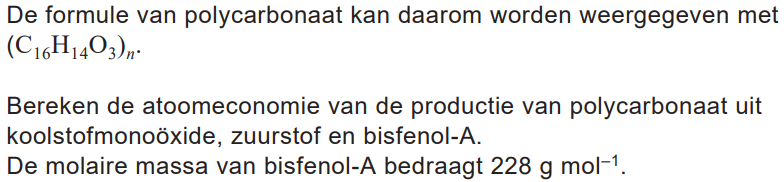 De formule van polycarbonaat kan daarom worden weergegeven met
(C₁₆H₁₄O₃)ₙ.
Bereken de atoomeconomie van de productie van polycarbonaat uit
koolstofmonoöxide, zuurstof en bisfenol-A.
De molaire massa van bisfenol-A bedraagt 228 g mol⁻¹.